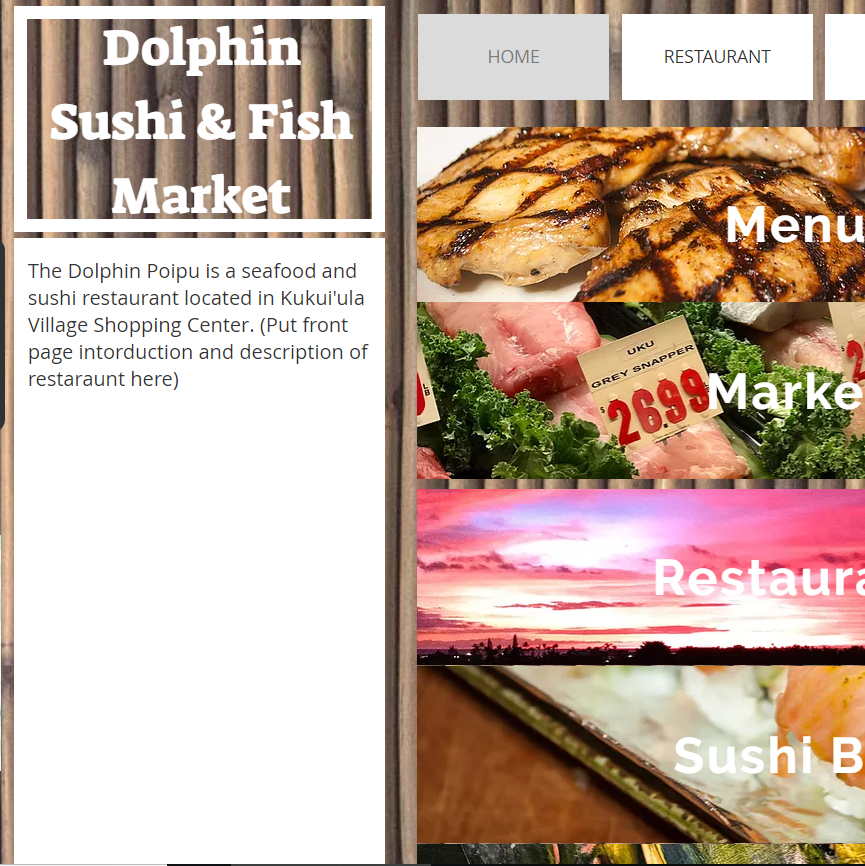 Dolphin
Sushi & Fish
Market
HOME
RESTAURANT
The Dolphin Poipu is a seafood and
sushi restaurant located in Kukui'ula
Village Shopping Center. (Put front
page intorduction and description of
restaraunt here)
Menu
UKU
GREY SNAPPER
$ 26.99
L
B
$ 2
Marke
Restaura
Sushi B